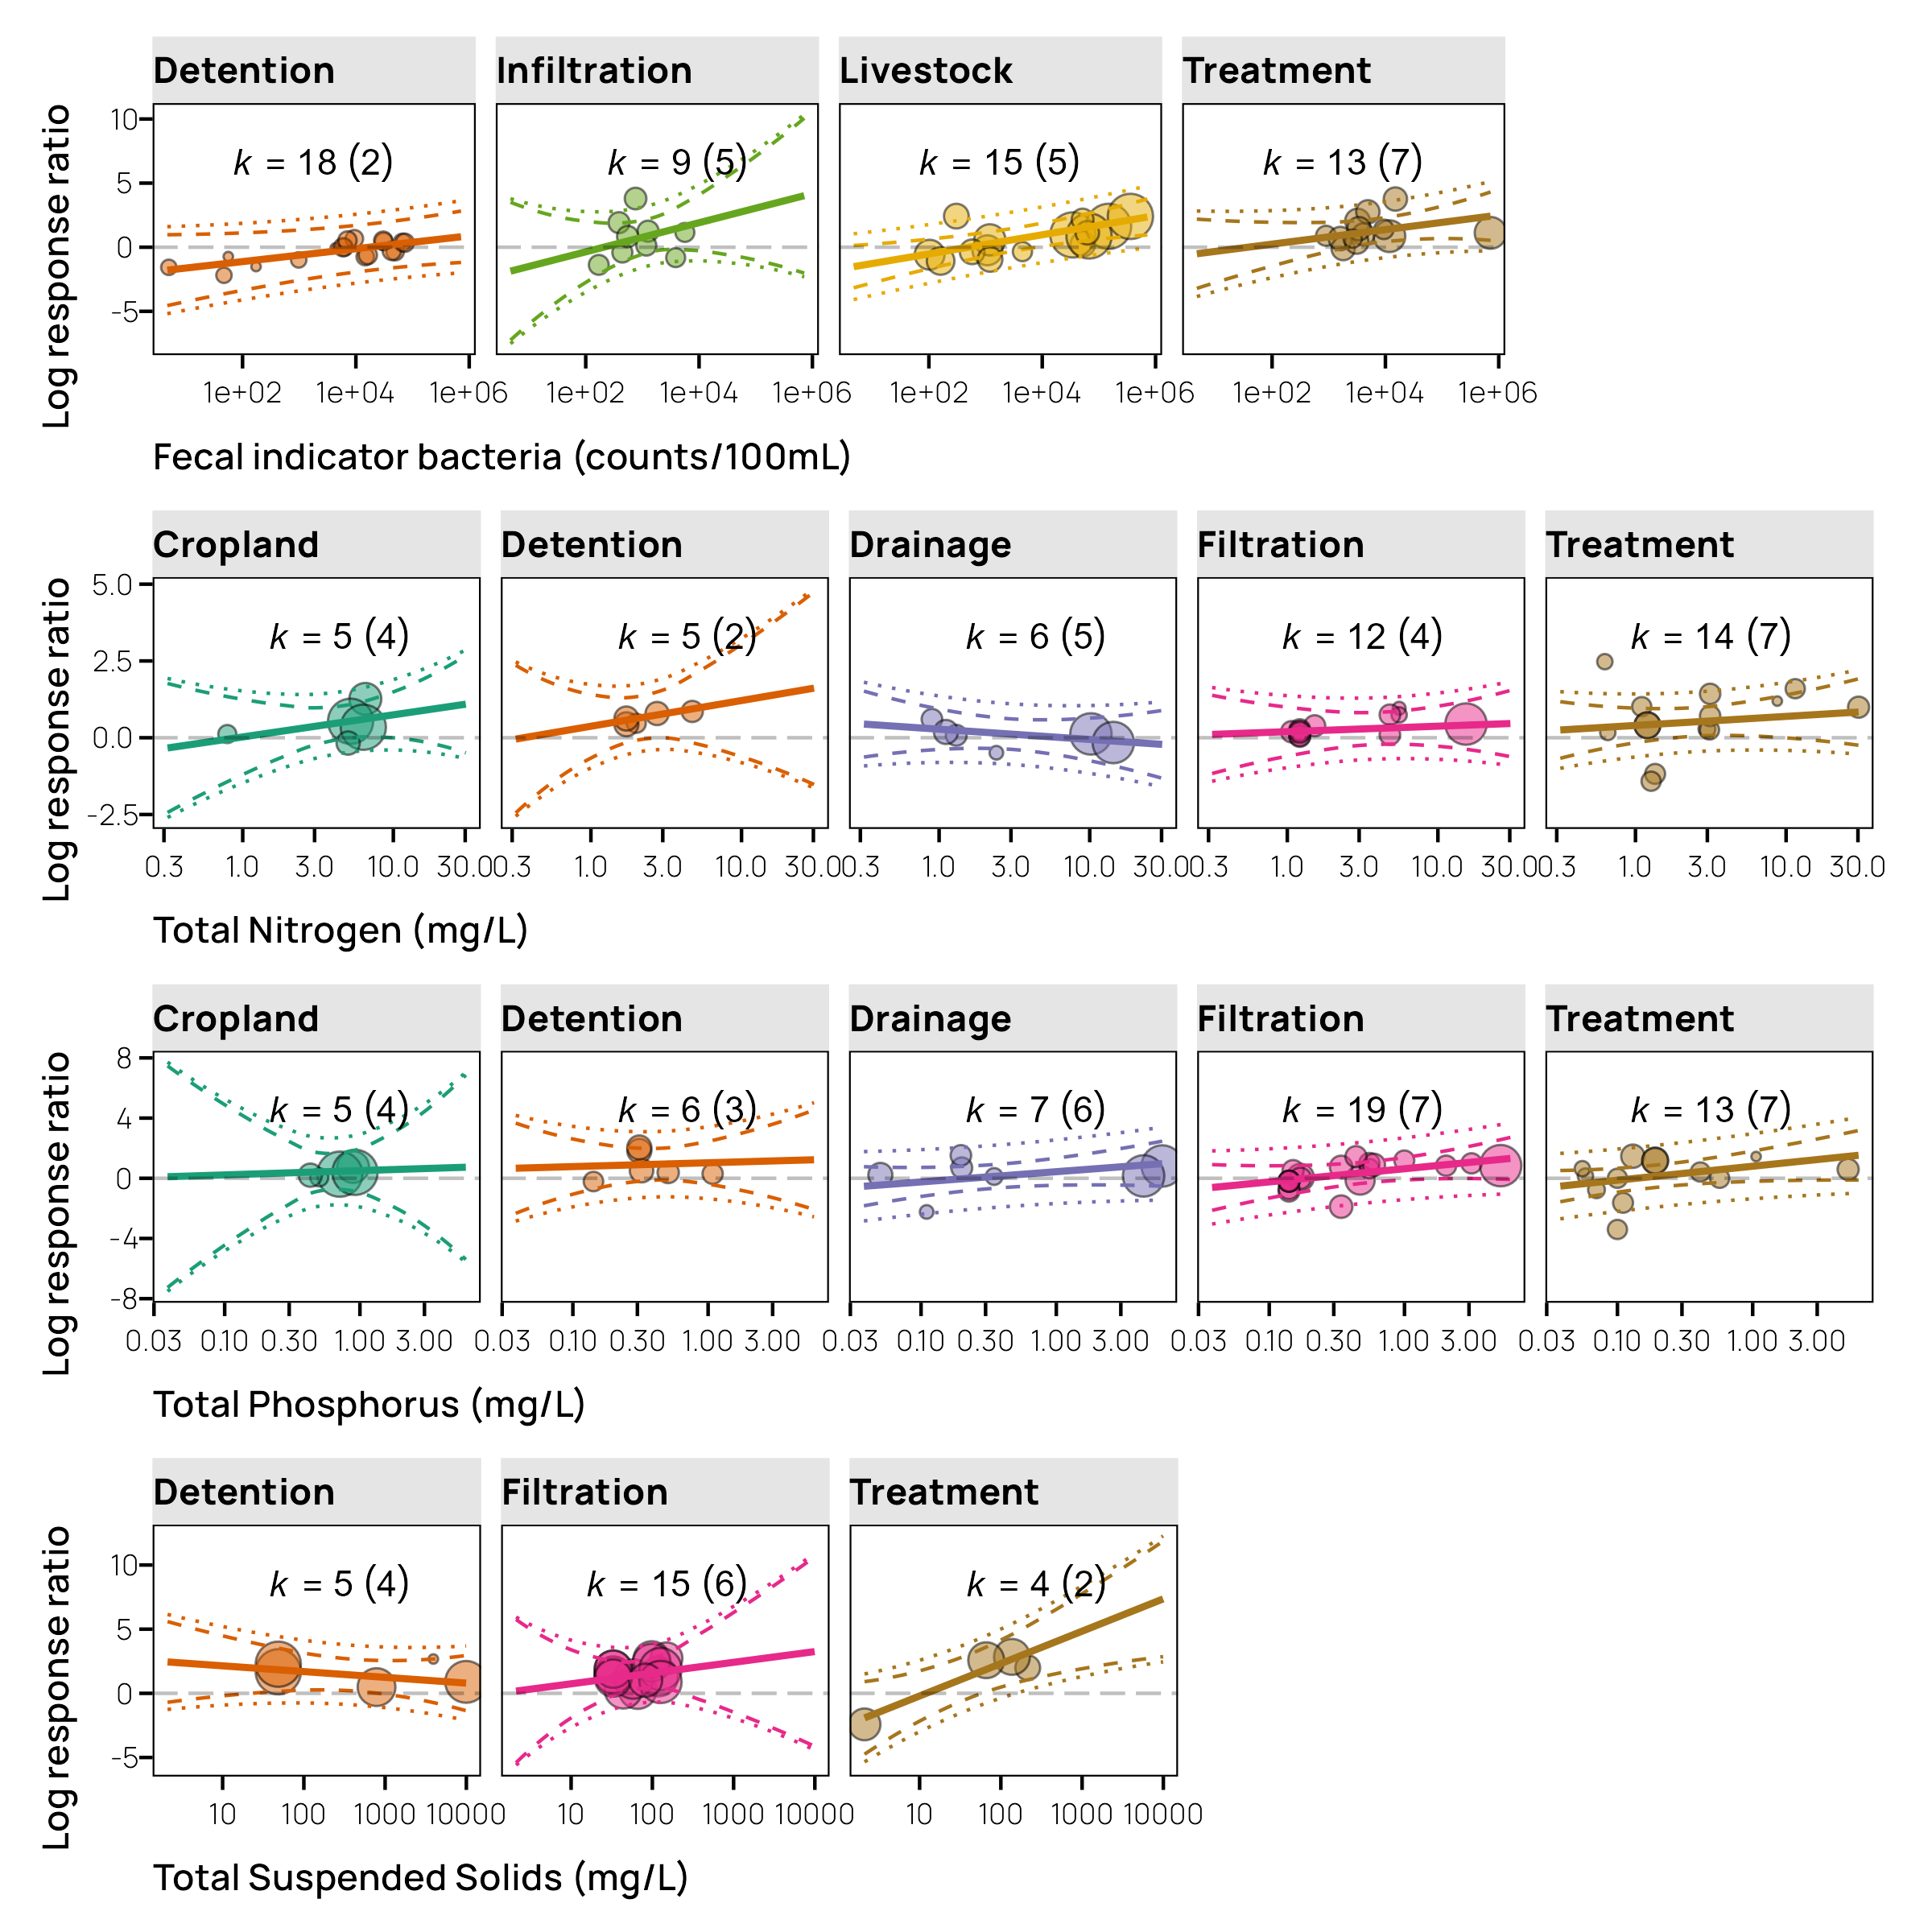 Detention Infiltration Livestock Treatment
Log response ratio
10
5
0
-5
k = 18 (2) k = 9 (5) k = 15 (5) k = 13 (7)
1e+02 1e+04 1e+06 1e+02 1e+04 1e+06 1e+02 1e+04 1e+06 1e+02 1e+04 1e+06
Fecal indicator bacteria (counts/100mL)
Cropland Detention Drainage Filtration Treatment
Log response ratio
5.0
2.5
0.0
-2.5
k = 5 (4) k = 5 (2) k = 6 (5) k = 12 (4) k = 14 (7)
0.3 1.0 3.0 10.0 30.0 0.3 1.0 3.0 10.0 30.0 0.3 1.0 3.0 10.0 30.0 0.3 1.0 3.0 10.0 30.0 0.3 1.0 3.0 10.0 30.0
Total Nitrogen (mg/L)
Cropland Detention Drainage Filtration Treatment
Log response ratio
8
4
0
-4
-8
k = 5 (4) k = 6 (3) k = 7 (6) k = 19 (7) k = 13 (7)
0.03 0.10 0.30 1.00 3.00 0.03 0.10 0.30 1.00 3.00 0.03 0.10 0.30 1.00 3.00 0.03 0.10 0.30 1.00 3.00 0.03 0.10 0.30 1.00 3.00
Total Phosphorus (mg/L)
Detention Filtration Treatment
Log response ratio
10
5
0
-5
k = 5 (4) k = 15 (6) k = 4 (2)
10 100 1000 10000 10 100 1000 10000 10 100 1000 10000
Total Suspended Solids (mg/L)